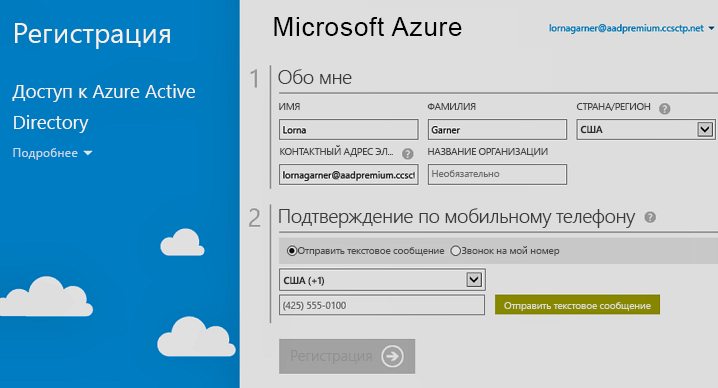 Регистрация
Доступ к Azure Active
Directory
Подробнее
Microsoft Azure
lornagarner@aadpremium.ccsctp.net
1 Обо мне
ИМЯ ФАМИЛИЯ СТРАНА/РЕГИОН ?
Lorna Garner США
КОНТАКТНЫЙ АДРЕС ЭЛ... ? НАЗВАНИЕ ОРГАНИЗАЦИИ
lornagarner@aadpremium.ccsct Необязательно
2 Подтверждение по мобильному телефону ?
Отправить текстовое сообщение Звонок на мой номер
США (+1)
(425) 555-0100 Отправить текстовое сообщение
Регистрация